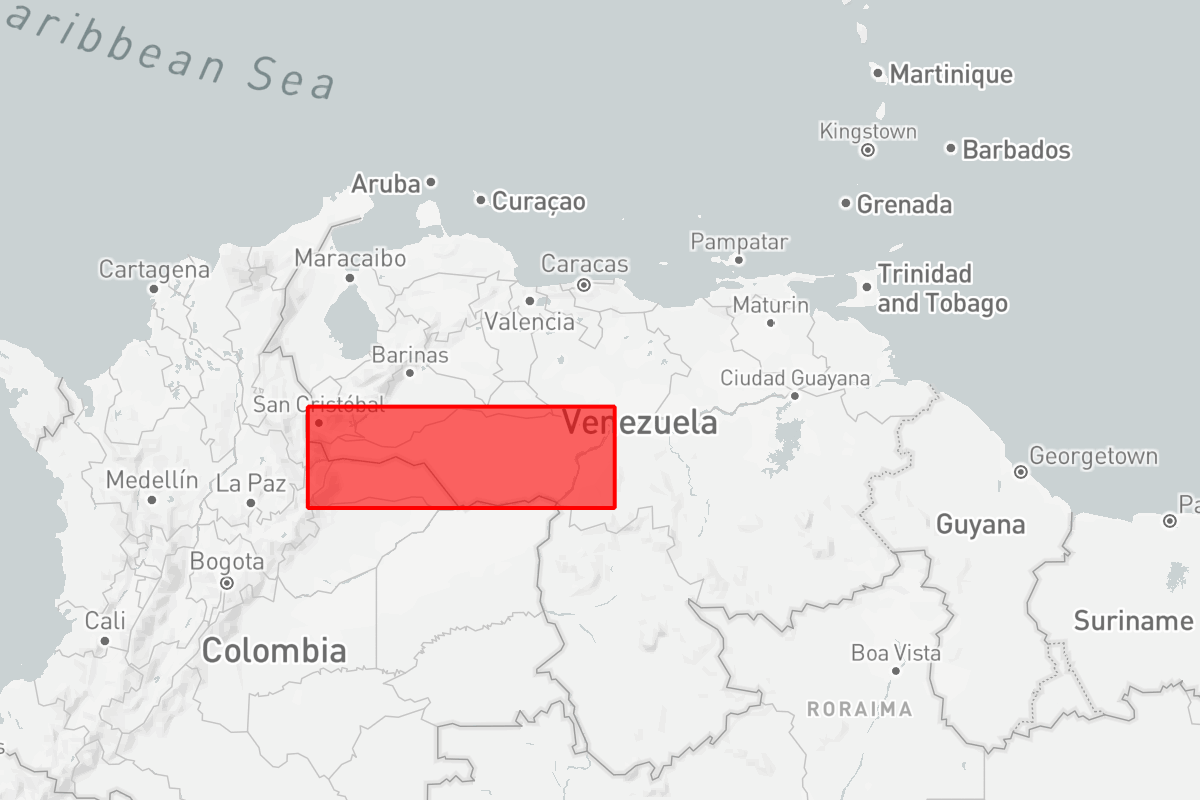 aribbean Sea
Martinique
Kingstown
Barbados
Aruba
Curaçao
Grenada
Pampatar
Maracaibo
Caracas
Cartagena
Trinidad
and Tobago
Maturin
Valencia
Barinas
Ciudad Guayana
San Cristóbal
Venezuela
Georgetown
Medellín
La Paz
Pa
Guyana
Bogota
Cali
Suriname
Colombia
Boa Vista
RORAIMA
s